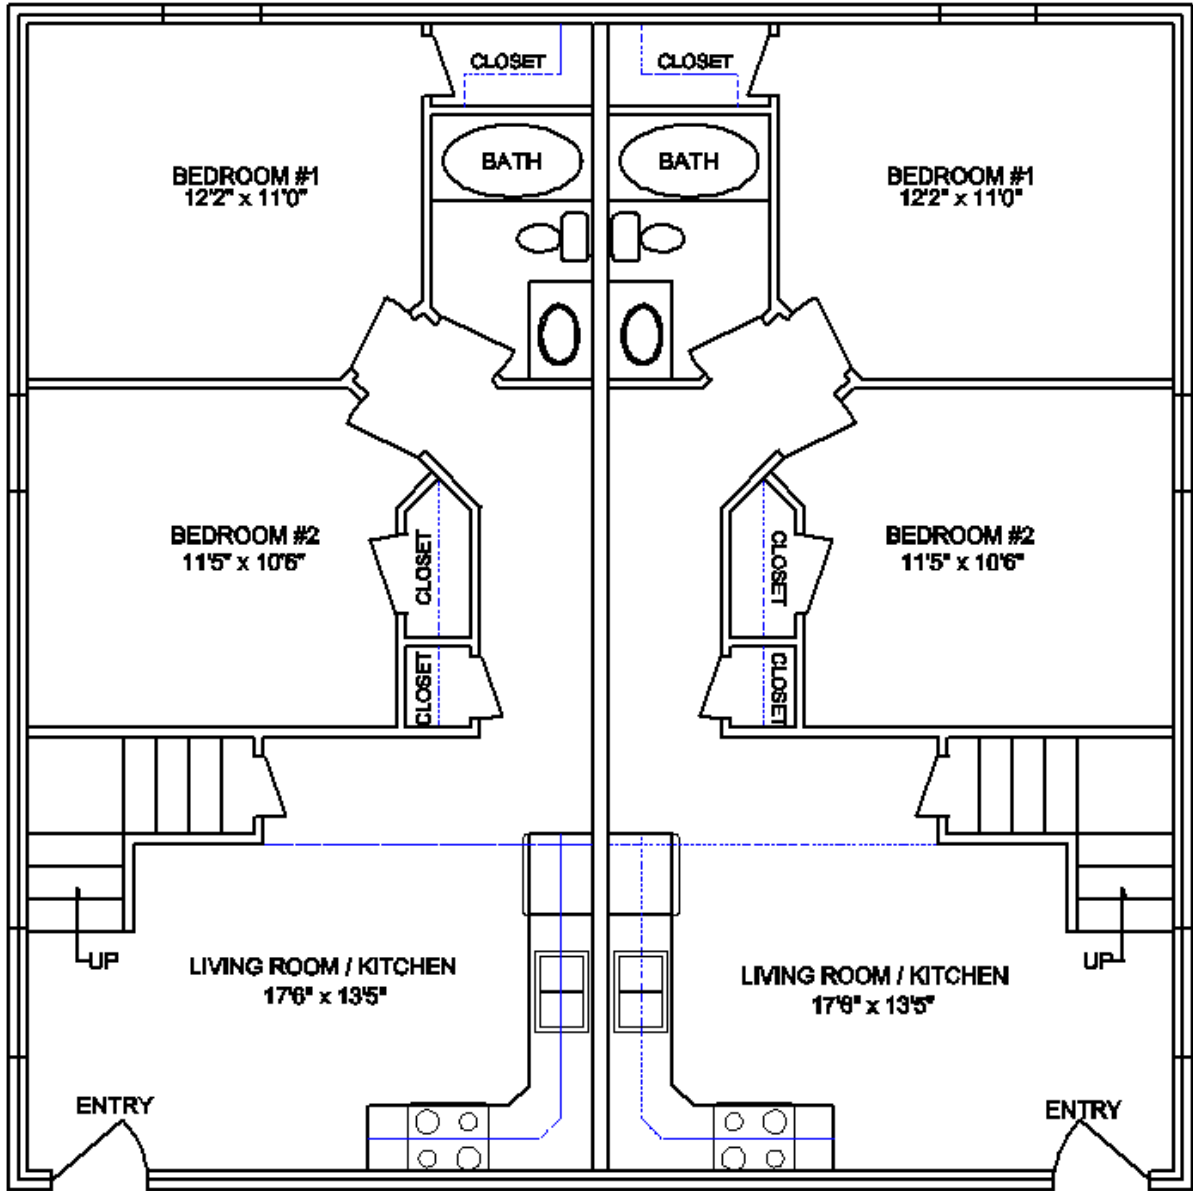 CLOSET
CLOSET
BATH
BATH
BEDROOM #1
12'2" x 11'0"
BEDROOM #1
12'2" x 11'0"
BEDROOM #2
11'5" x 10'6"
CLOSET
CLOSET
BEDROOM #2
11'5" x 10'6"
CLOSET
CLOSET
UP
UP
LIVING ROOM / KITCHEN
17'6" x 13'5"
LIVING ROOM / KITCHEN
17'6" x 13'5"
ENTRY
ENTRY